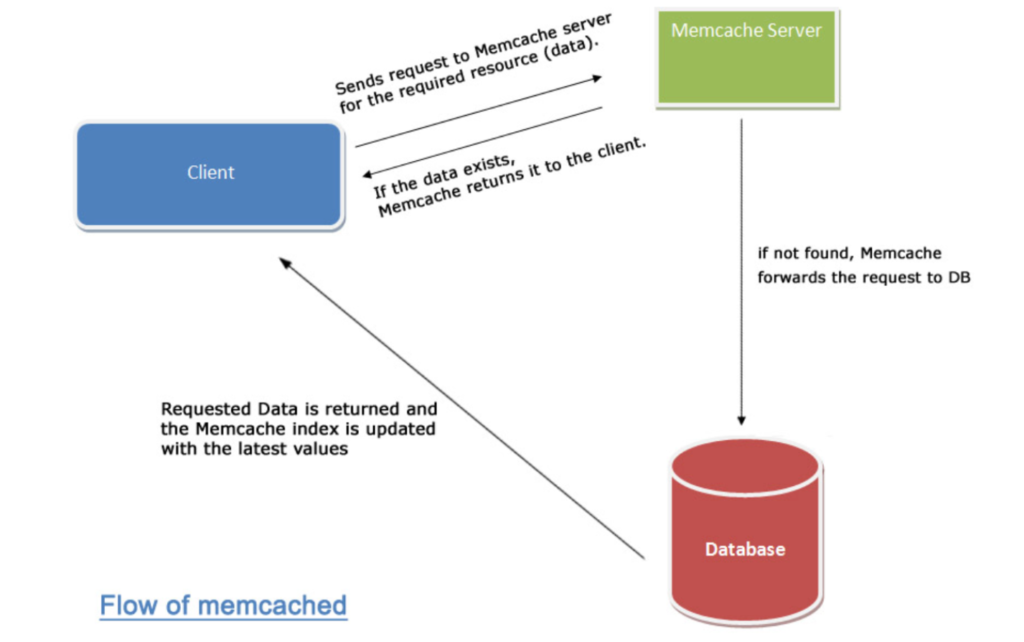 Sends request to Memcache server
for the required resource (data).
Memcache Server
Client
If the data exists,
Memcache returns it to the client.
if not found, Memcache
forwards the request to DB
Requested Data is returned and
the Memcache index is updated
with the latest values
Database
Flow of memcached